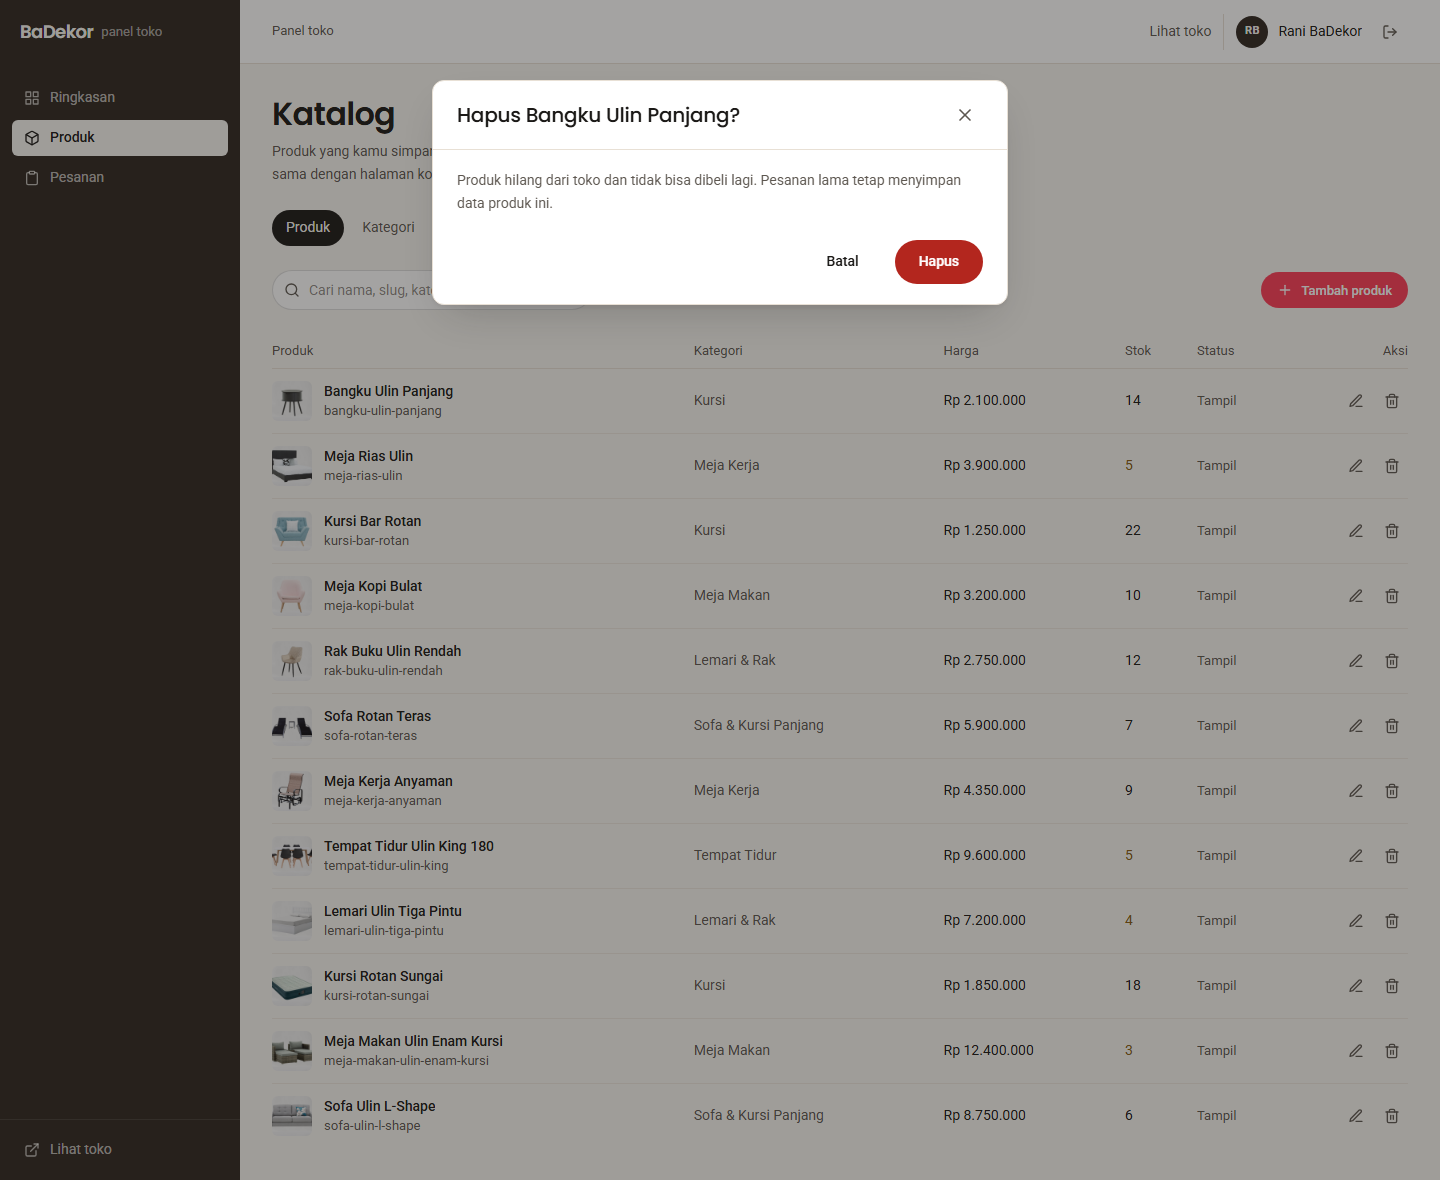 BaDekor panel toko
Panel toko
Lihat toko
RB
Rani BaDekor
Ringkasan
Produk
Pesanan
Katalog
Produk yang kamu simpan
sama dengan halaman ko
Produk
Kategori
Hapus Bangku Ulin Panjang?
Produk hilang dari toko dan tidak bisa dibeli lagi. Pesanan lama tetap menyimpan
data produk ini.
Batal
Hapus
Cari nama, slug, kat
Tambah produk
Produk Kategori Harga Stok Status Aksi
Bangku Ulin Panjang
bangku-ulin-panjang
Kursi Rp 2.100.000 14 Tampil
Meja Rias Ulin
meja-rias-ulin
Meja Kerja Rp 3.900.000 5 Tampil
Kursi Bar Rotan
kursi-bar-rotan
Kursi Rp 1.250.000 22 Tampil
Meja Kopi Bulat
meja-kopi-bulat
Meja Makan Rp 3.200.000 10 Tampil
Rak Buku Ulin Rendah
rak-buku-ulin-rendah
Lemari & Rak Rp 2.750.000 12 Tampil
Sofa Rotan Teras
sofa-rotan-teras
Sofa & Kursi Panjang Rp 5.900.000 7 Tampil
Meja Kerja Anyaman
meja-kerja-anyaman
Meja Kerja Rp 4.350.000 9 Tampil
Tempat Tidur Ulin King 180
tempat-tidur-ulin-king
Tempat Tidur Rp 9.600.000 5 Tampil
Lemari Ulin Tiga Pintu
lemari-ulin-tiga-pintu
Lemari & Rak Rp 7.200.000 4 Tampil
Kursi Rotan Sungai
kursi-rotan-sungai
Kursi Rp 1.850.000 18 Tampil
Meja Makan Ulin Enam Kursi
meja-makan-ulin-enam-kursi
Meja Makan Rp 12.400.000 3 Tampil
Sofa Ulin L-Shape
sofa-ulin-l-shape
Sofa & Kursi Panjang Rp 8.750.000 6 Tampil
Lihat toko